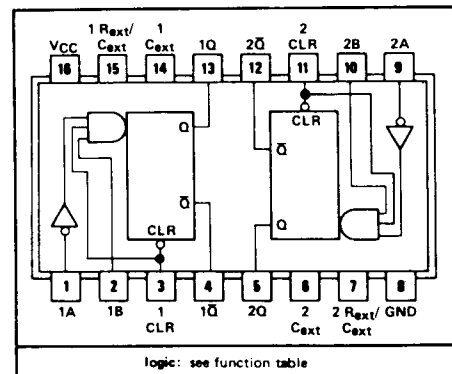 1 Rext/ 1 2
VCC Cext Cext 1Q 2Q̅ CLR 2B 2A
16 15 14 13 12 11 10 9
CLR
Q Q̅
Q̅ Q
CLR
1 2 3 4 5 6 7 8
1A 1B 1 1Q̅ 2Q 2 2 Rext/ GND
CLR Cext Cext
logic: see function table